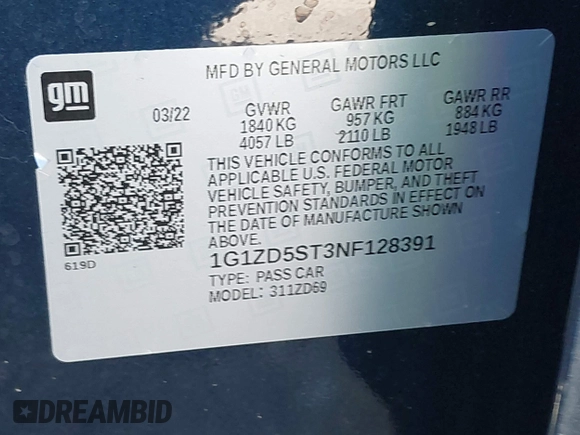 gm
MFD BY GENERAL MOTORS LLC
03/22
GVWR GAWR FRT GAWR RR
1840 KG 957 KG 884 KG
4057 LB 2110 LB 1948 LB
THIS VEHICLE CONFORMS TO ALL
APPLICABLE U.S. FEDERAL MOTOR
VEHICLE SAFETY, BUMPER, AND THEFT
PREVENTION STANDARDS IN EFFECT ON
THE DATE OF MANUFACTURE SHOWN
ABOVE.
619D
1G1ZD5ST3NF128391
TYPE: PASS CAR
MODEL: 311ZD69
DREAMBID